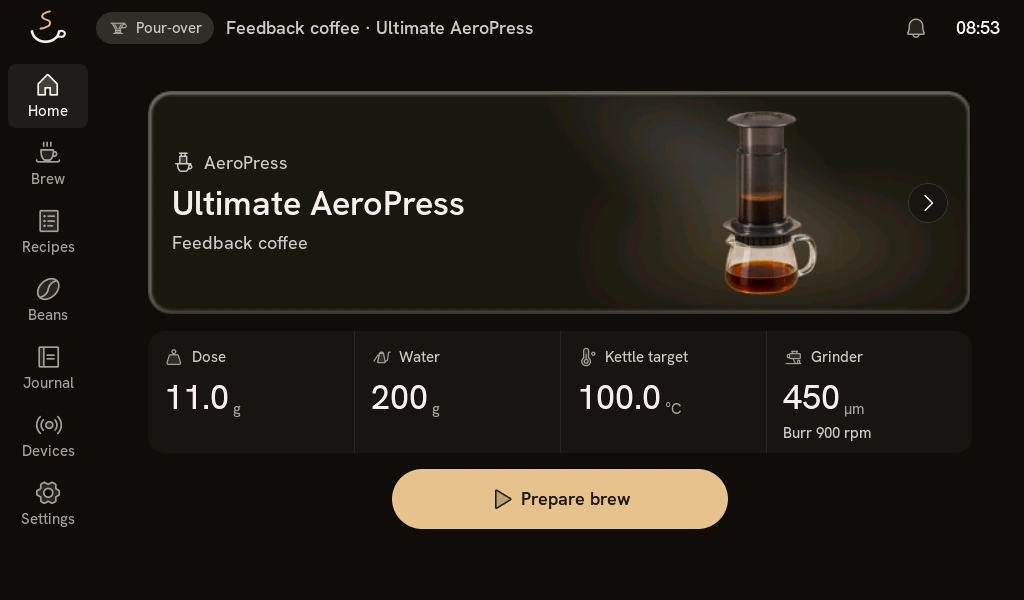 Pour-over
Feedback coffee · Ultimate AeroPress
08:53
Home
Brew
Recipes
Beans
Journal
Devices
Settings
AeroPress
Ultimate AeroPress
Feedback coffee
Dose
11.0 g
Water
200 g
Kettle target
100.0 °C
Grinder
450 µm
Burr 900 rpm
Prepare brew